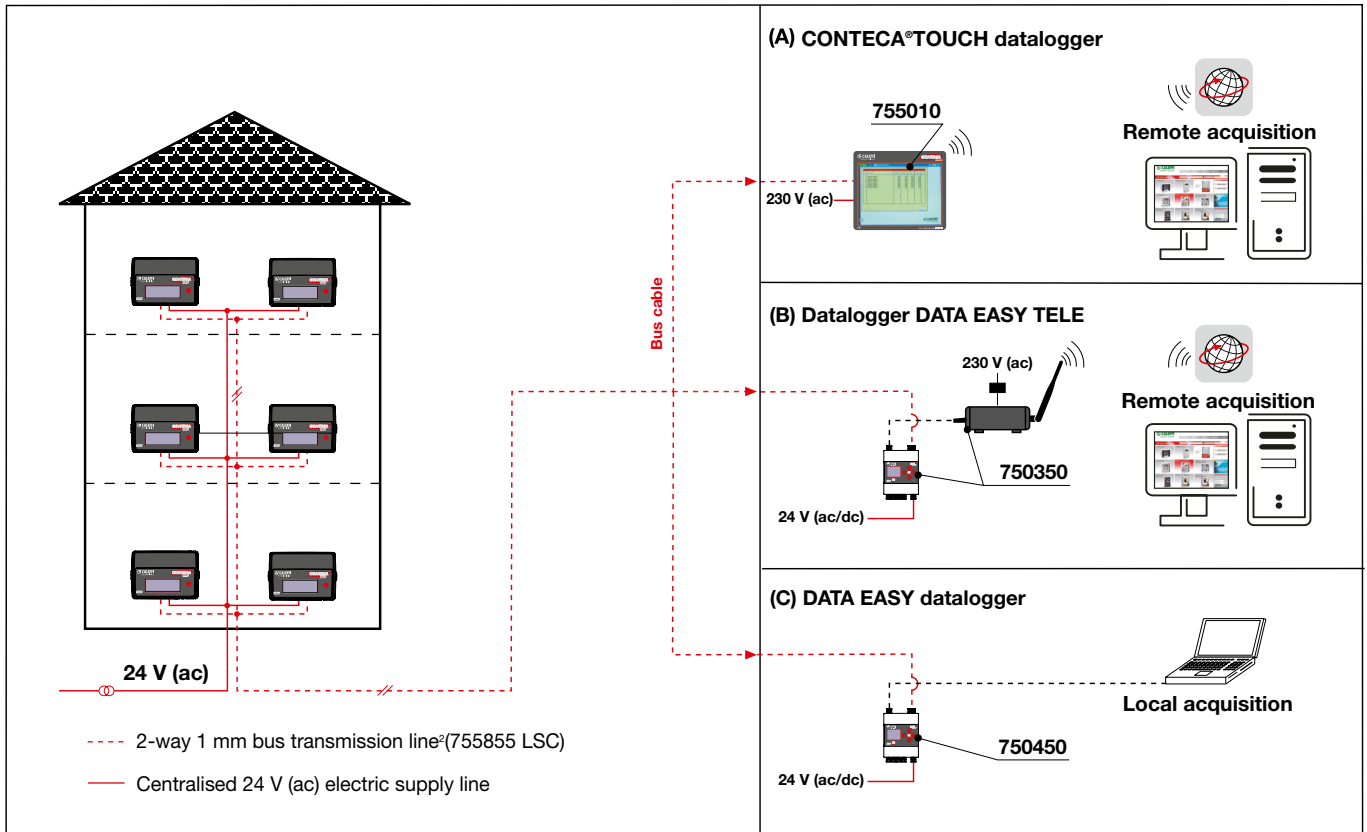 24 V (ac)
2-way 1 mm bus transmission line²(755855 LSC)
Centralised 24 V (ac) electric supply line
Bus cable
(A) CONTECA®TOUCH datalogger
755010
230 V (ac)
Remote acquisition
(B) Datalogger DATA EASY TELE
230 V (ac)
750350
24 V (ac/dc)
Remote acquisition
(C) DATA EASY datalogger
750450
24 V (ac/dc)
Local acquisition